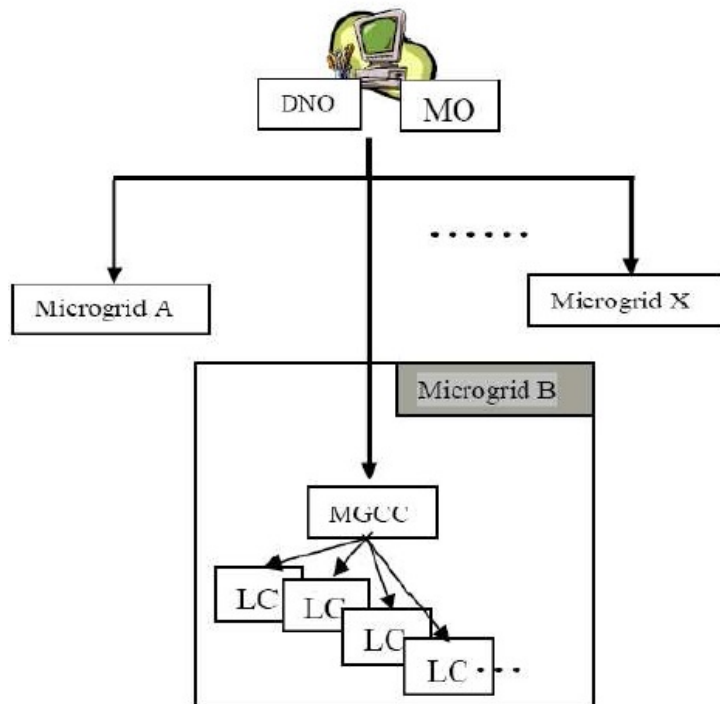 DNO
MO
......
Microgrid A
Microgrid X
Microgrid B
MGCC
LC
LC
LC
LC ...